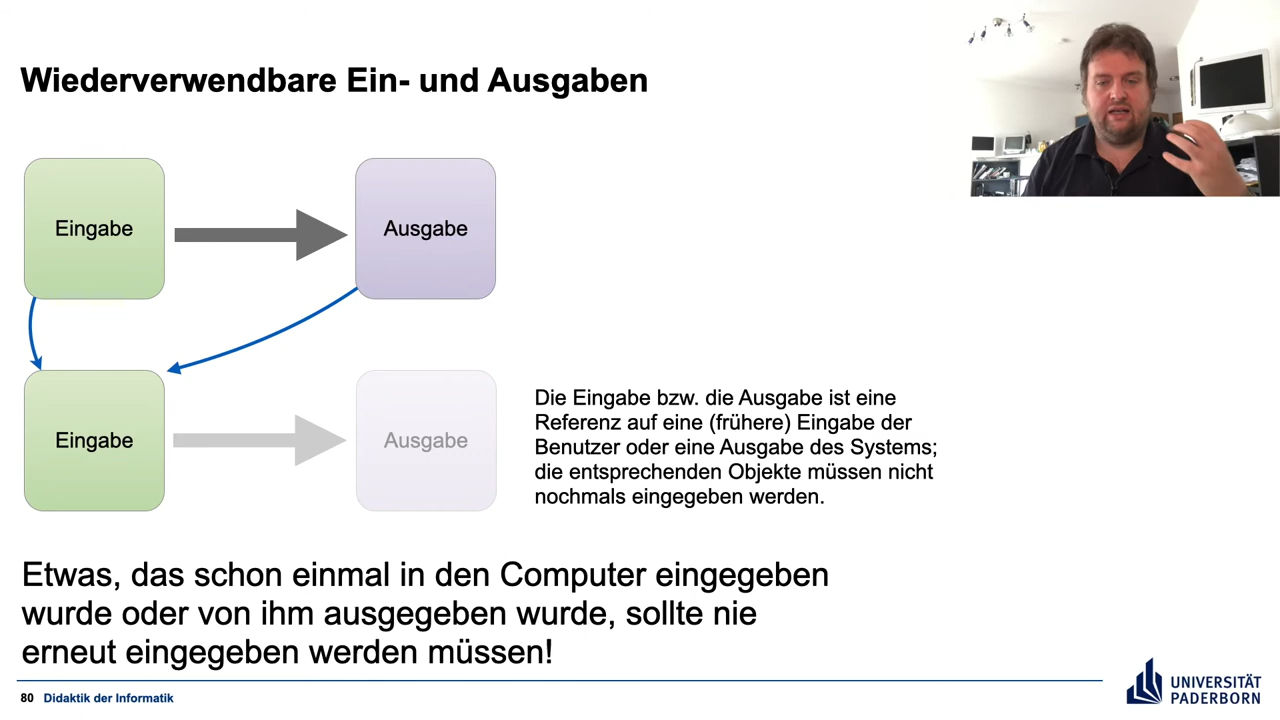 Wiederverwendbare Ein- und Ausgaben
Eingabe
Ausgabe
Eingabe
Ausgabe
Die Eingabe bzw. die Ausgabe ist eine
Referenz auf eine (frühere) Eingabe der
Benutzer oder eine Ausgabe des Systems;
die entsprechenden Objekte müssen nicht
nochmals eingegeben werden.
Etwas, das schon einmal in den Computer eingegeben
wurde oder von ihm ausgegeben wurde, sollte nie
erneut eingegeben werden müssen!
80 Didaktik der Informatik
UNIVERSITÄT
PADERBORN